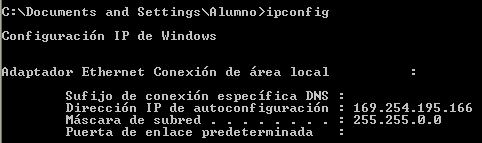 C:\Documents and Settings\Alumno>ipconfig
Configuración IP de Windows
Adaptador Ethernet Conexión de área local :
Sufijo de conexión específica DNS :
Dirección IP de autoconfiguración : 169.254.195.166
Máscara de subred . . . . . . . . : 255.255.0.0
Puerta de enlace predeterminada :